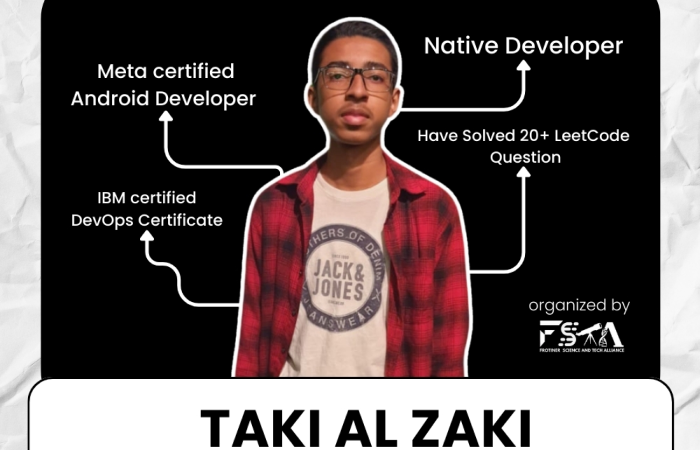 Native Developer
Meta certified
Android Developer
Have Solved 20+ LeetCode
Question
IBM certified
DevOps Certificate
JACK&
JONES
organized by
FSTA
FROTINER SCIENCE AND TECH ALLIANCE
TAKI AL ZAKI